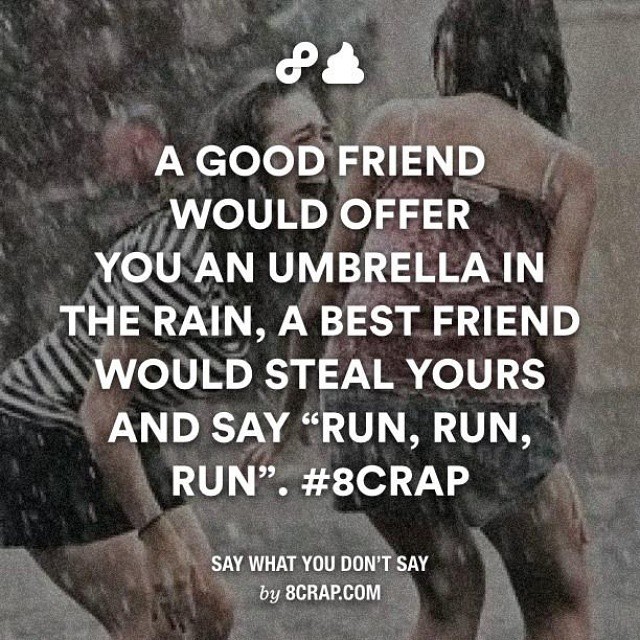 A GOOD FRIEND
WOULD OFFER
YOU AN UMBRELLA IN
THE RAIN, A BEST FRIEND
WOULD STEAL YOURS
AND SAY “RUN, RUN,
RUN”. #8CRAP
SAY WHAT YOU DON'T SAY
by 8CRAP.COM